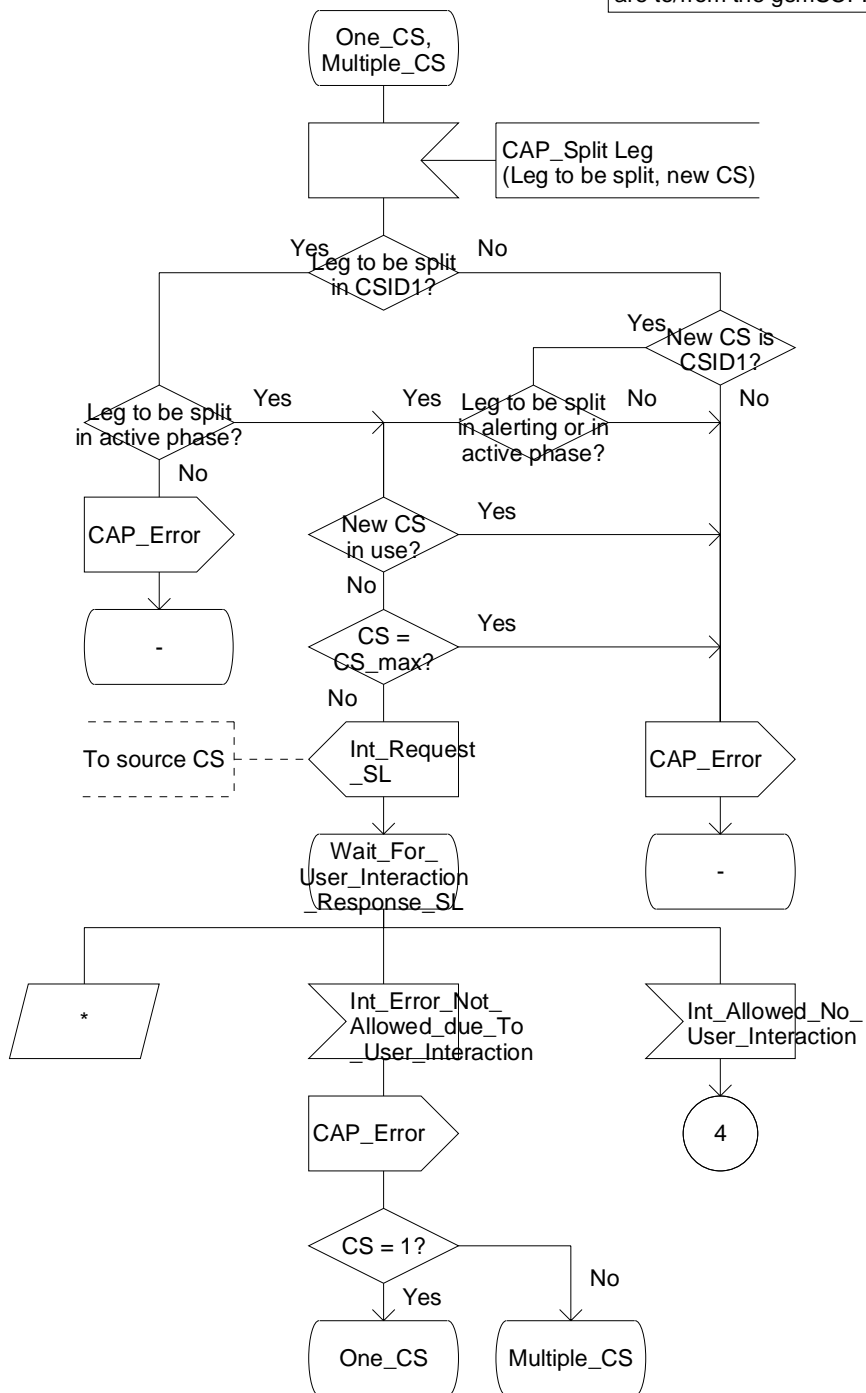 are to/from the gsmSCF.
One_CS,
Multiple_CS
CAP_Split Leg
(Leg to be split, new CS)
Yes
Leg to be split
in CSID1?
No
Yes
New CS is
CSID1?
No
Leg to be split
in active phase?
Yes
No
Yes
Leg to be split
in alerting or in
active phase?
No
CAP_Error
-
New CS
in use?
Yes
No
CS =
CS_max?
Yes
No
To source CS
Int_Request
_SL
CAP_Error
-
Wait_For_
User_Interaction
_Response_SL
*
Int_Error_Not_
Allowed_due_To
_User_Interaction
Int_Allowed_No_
User_Interaction
CAP_Error
4
CS = 1?
No
Yes
One_CS
Multiple_CS